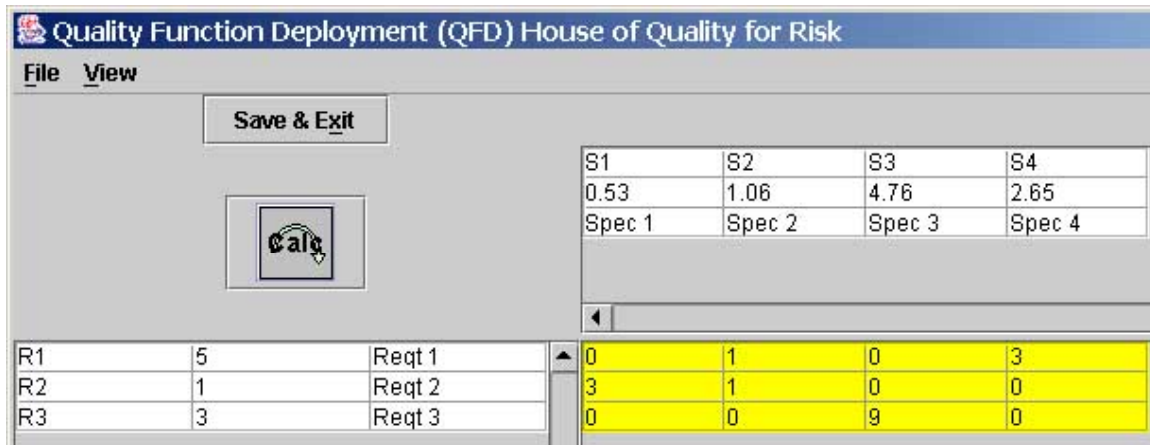 Quality Function Deployment (QFD) House of Quality for Risk
File View
Save & Exit
S1 S2 S3 S4
0.53 1.06 4.76 2.65
Spec 1 Spec 2 Spec 3 Spec 4
Calc
R1 5 Reqt 1 0 1 0 3
R2 1 Reqt 2 3 1 0 0
R3 3 Reqt 3 0 0 9 0